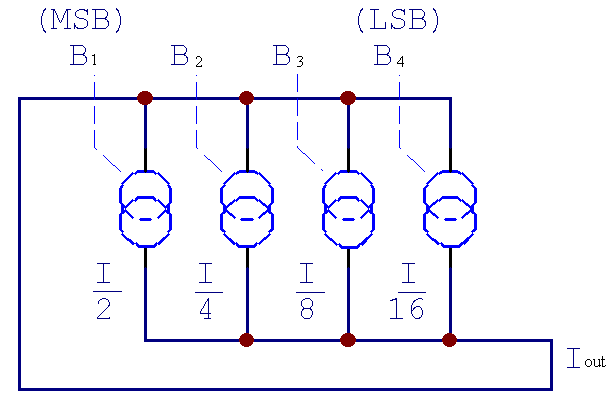 (MSB) (LSB)
B1 B2 B3 B4
I/2 I/4 I/8 I/16
Iout